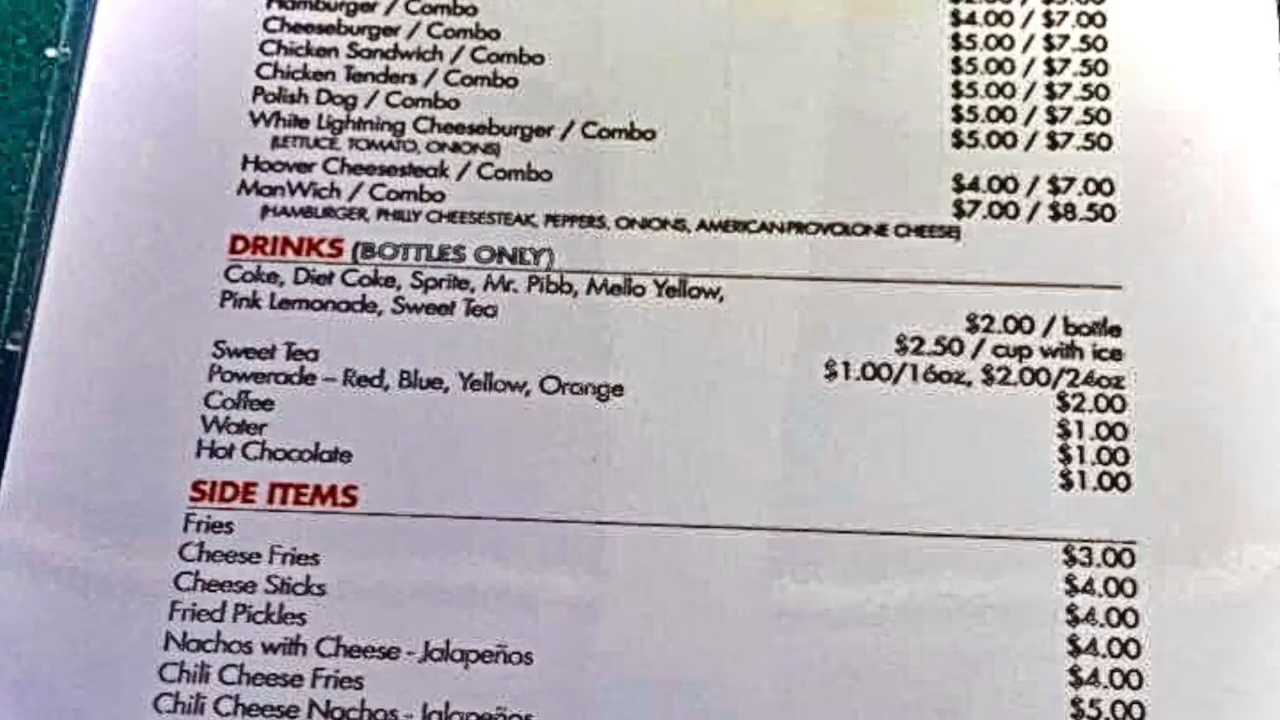 Hamburger / Combo $4.00 / $7.00
Cheeseburger / Combo $5.00 / $7.50
Chicken Sandwich / Combo $5.00 / $7.50
Chicken Tenders / Combo $5.00 / $7.50
Polish Dog / Combo $5.00 / $7.50
White Lightning Cheeseburger / Combo $5.00 / $7.50
(LETTUCE, TOMATO, ONIONS)
Hoover Cheesesteak / Combo $4.00 / $7.00
ManWich / Combo $7.00 / $8.50
(HAMBURGER, PHILLY CHEESESTEAK, PEPPERS, ONIONS, AMERICAN-PROVOLONE CHEESE)
DRINKS (BOTTLES ONLY)
Coke, Diet Coke, Sprite, Mr. Pibb, Mello Yellow,
Pink Lemonade, Sweet Tea $2.00 / bottle
$2.50 / cup with ice
Sweet Tea $1.00/16oz, $2.00/24oz
Powerade – Red, Blue, Yellow, Orange $2.00
Coffee $1.00
Water $1.00
Hot Chocolate $1.00
SIDE ITEMS
Fries $3.00
Cheese Fries $4.00
Cheese Sticks $4.00
Fried Pickles $4.00
Nachos with Cheese - Jalapeños $4.00
Chili Cheese Fries $5.00
Chili Cheese Nachos - Jalapeños